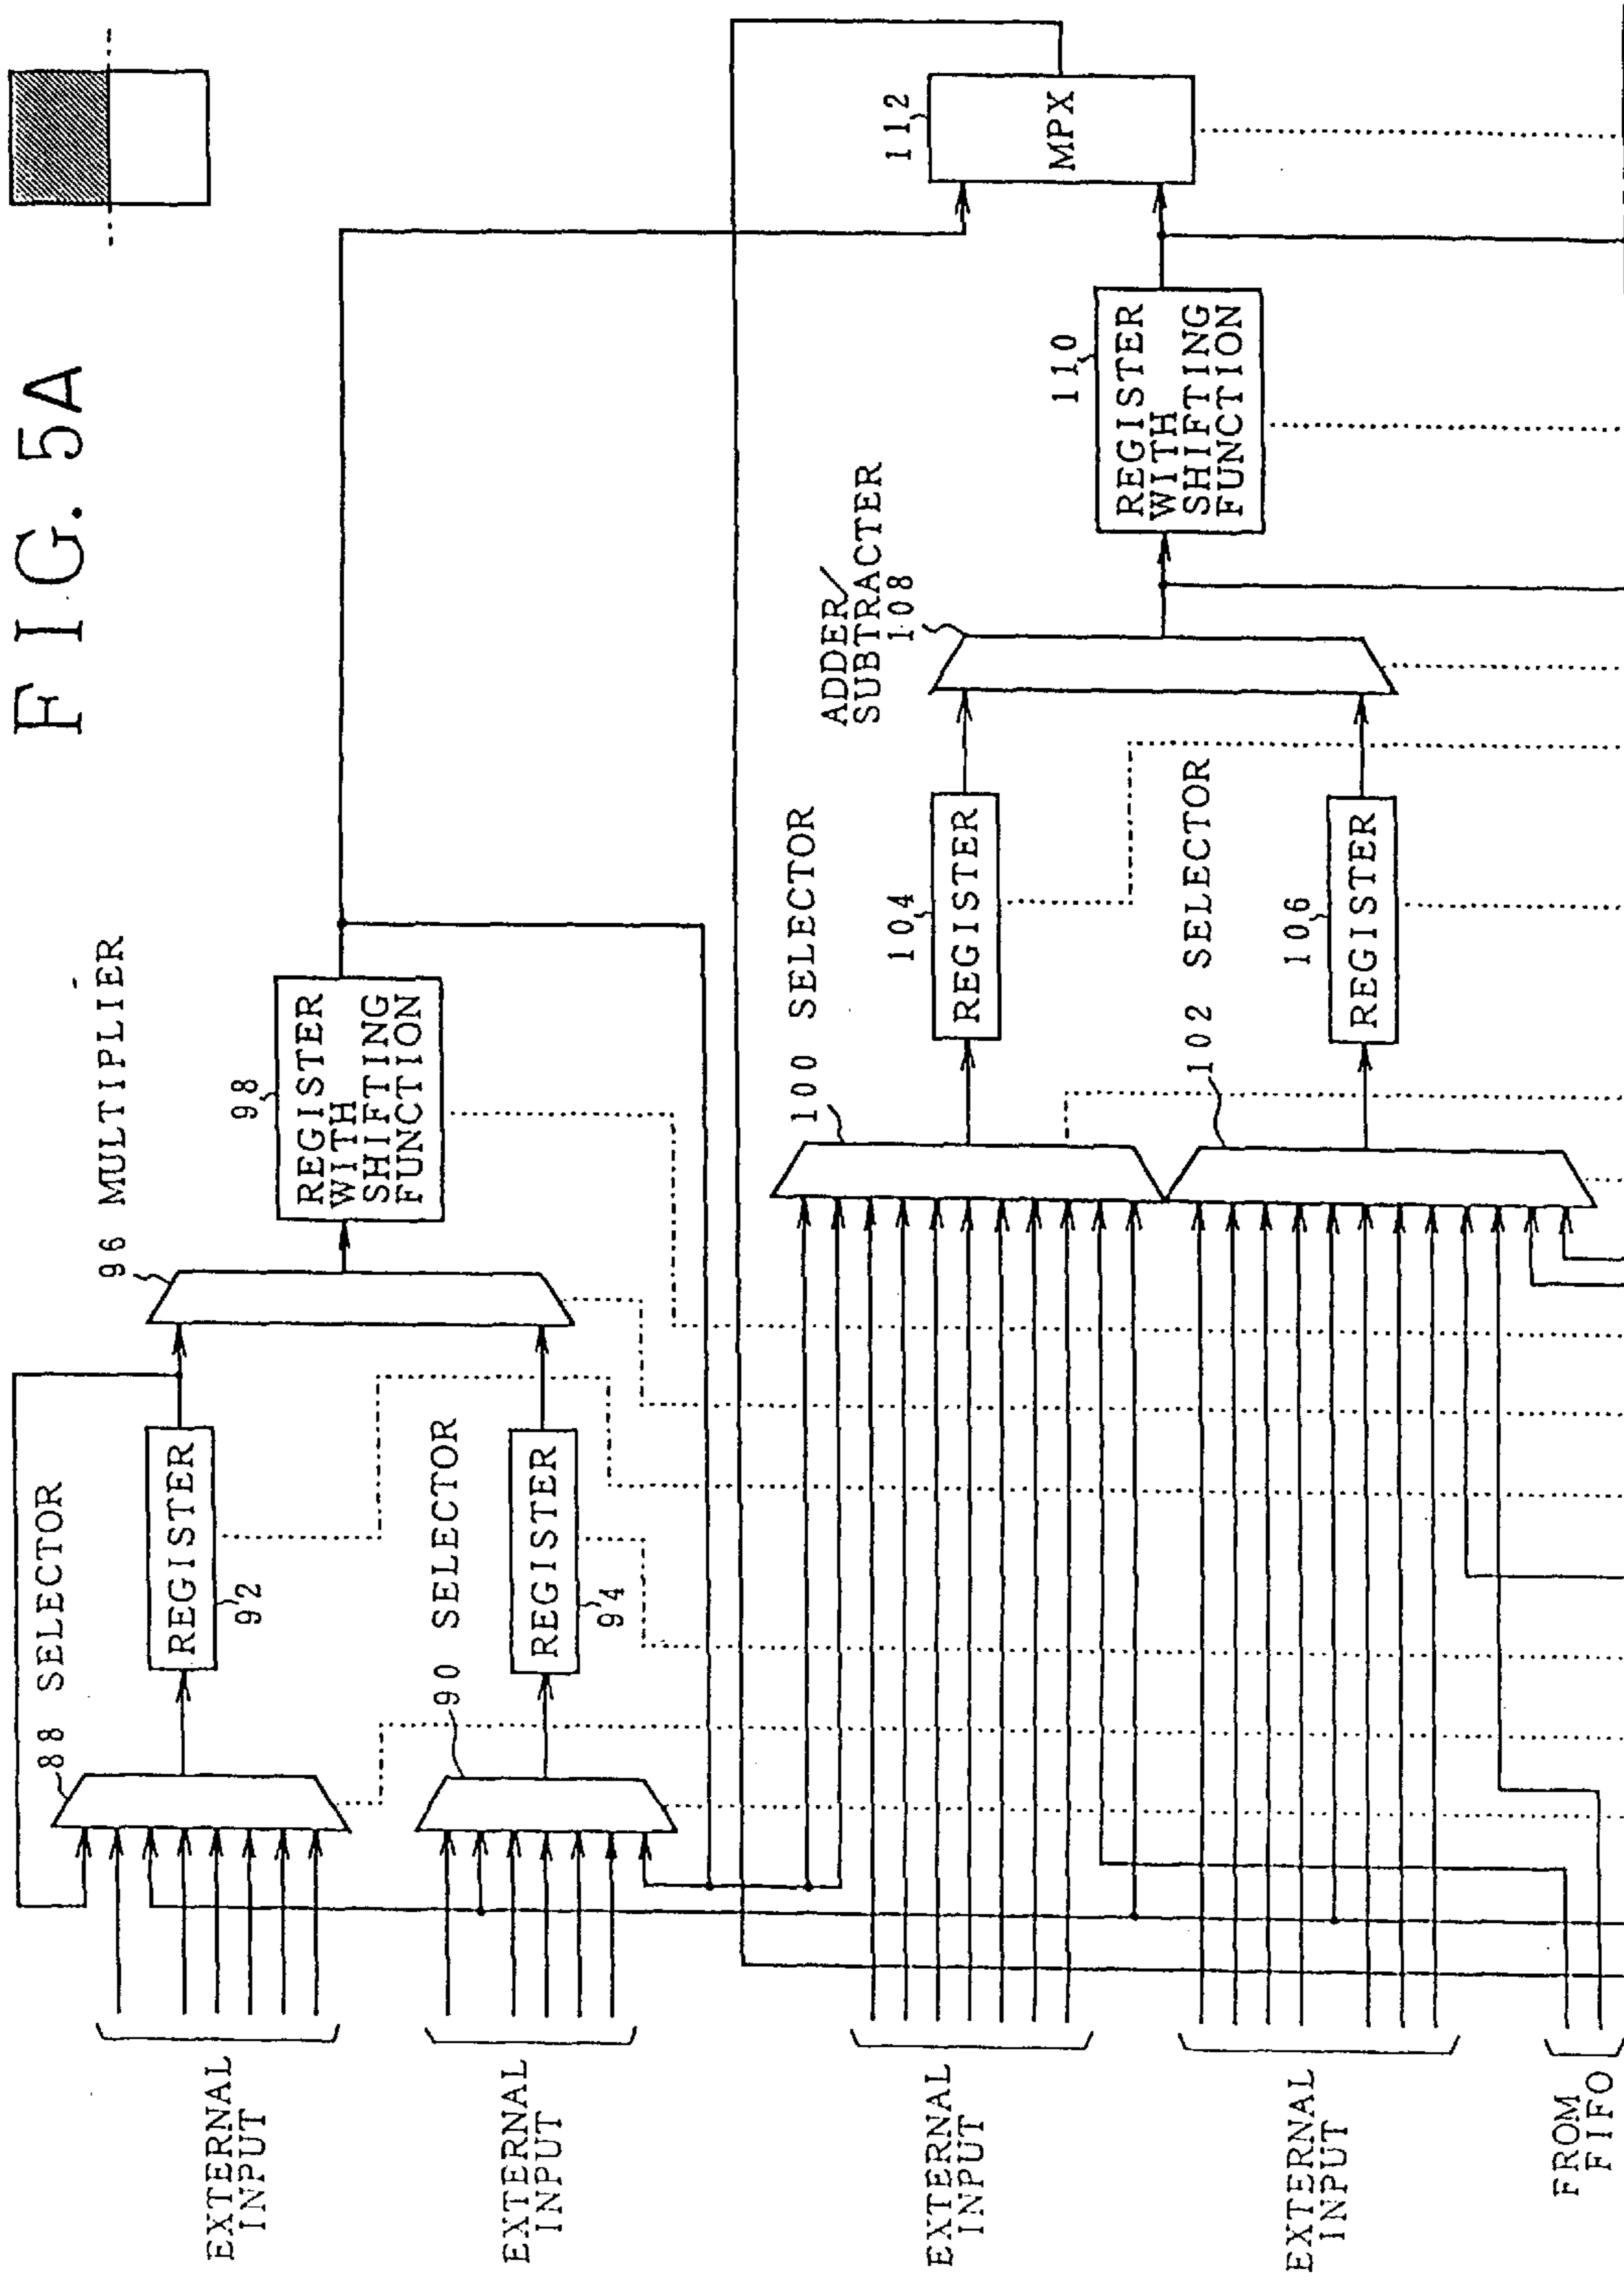 FIG. 5A
88 SELECTOR
REGISTER
92
96 MULTIPLIER
98
REGISTER
WITH
SHIFTING
FUNCTION
EXTERNAL
INPUT
90 SELECTOR
REGISTER
94
EXTERNAL
INPUT
100 SELECTOR
104
REGISTER
ADDER/
SUBTRACTER
108
110
REGISTER
WITH
SHIFTING
FUNCTION
112
MPX
EXTERNAL
INPUT
102 SELECTOR
106
REGISTER
EXTERNAL
INPUT
FROM
FIFO